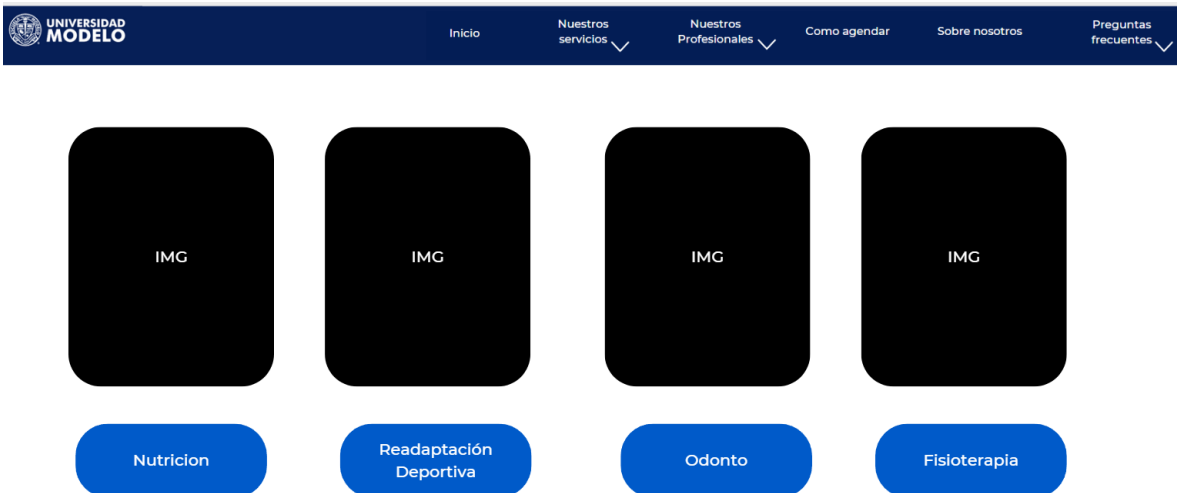 UNIVERSIDAD
MODELO
Inicio
Nuestros
servicios
Nuestros
Profesionales
Como agendar
Sobre nosotros
Preguntas
frecuentes
IMG
IMG
IMG
IMG
Nutricion
Readaptación
Deportiva
Odonto
Fisioterapia